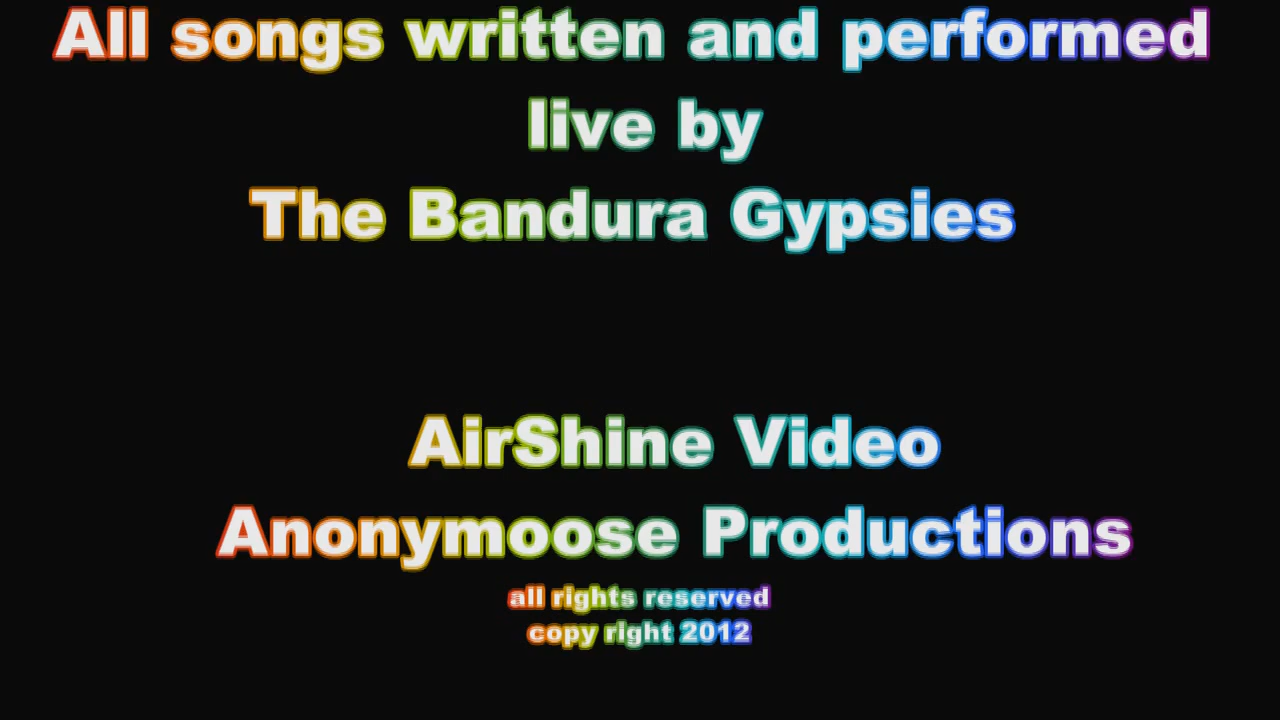 All songs written and performed
live by
The Bandura Gypsies
AirShine Video
Anonymoose Productions
all rights reserved
copy right 2012